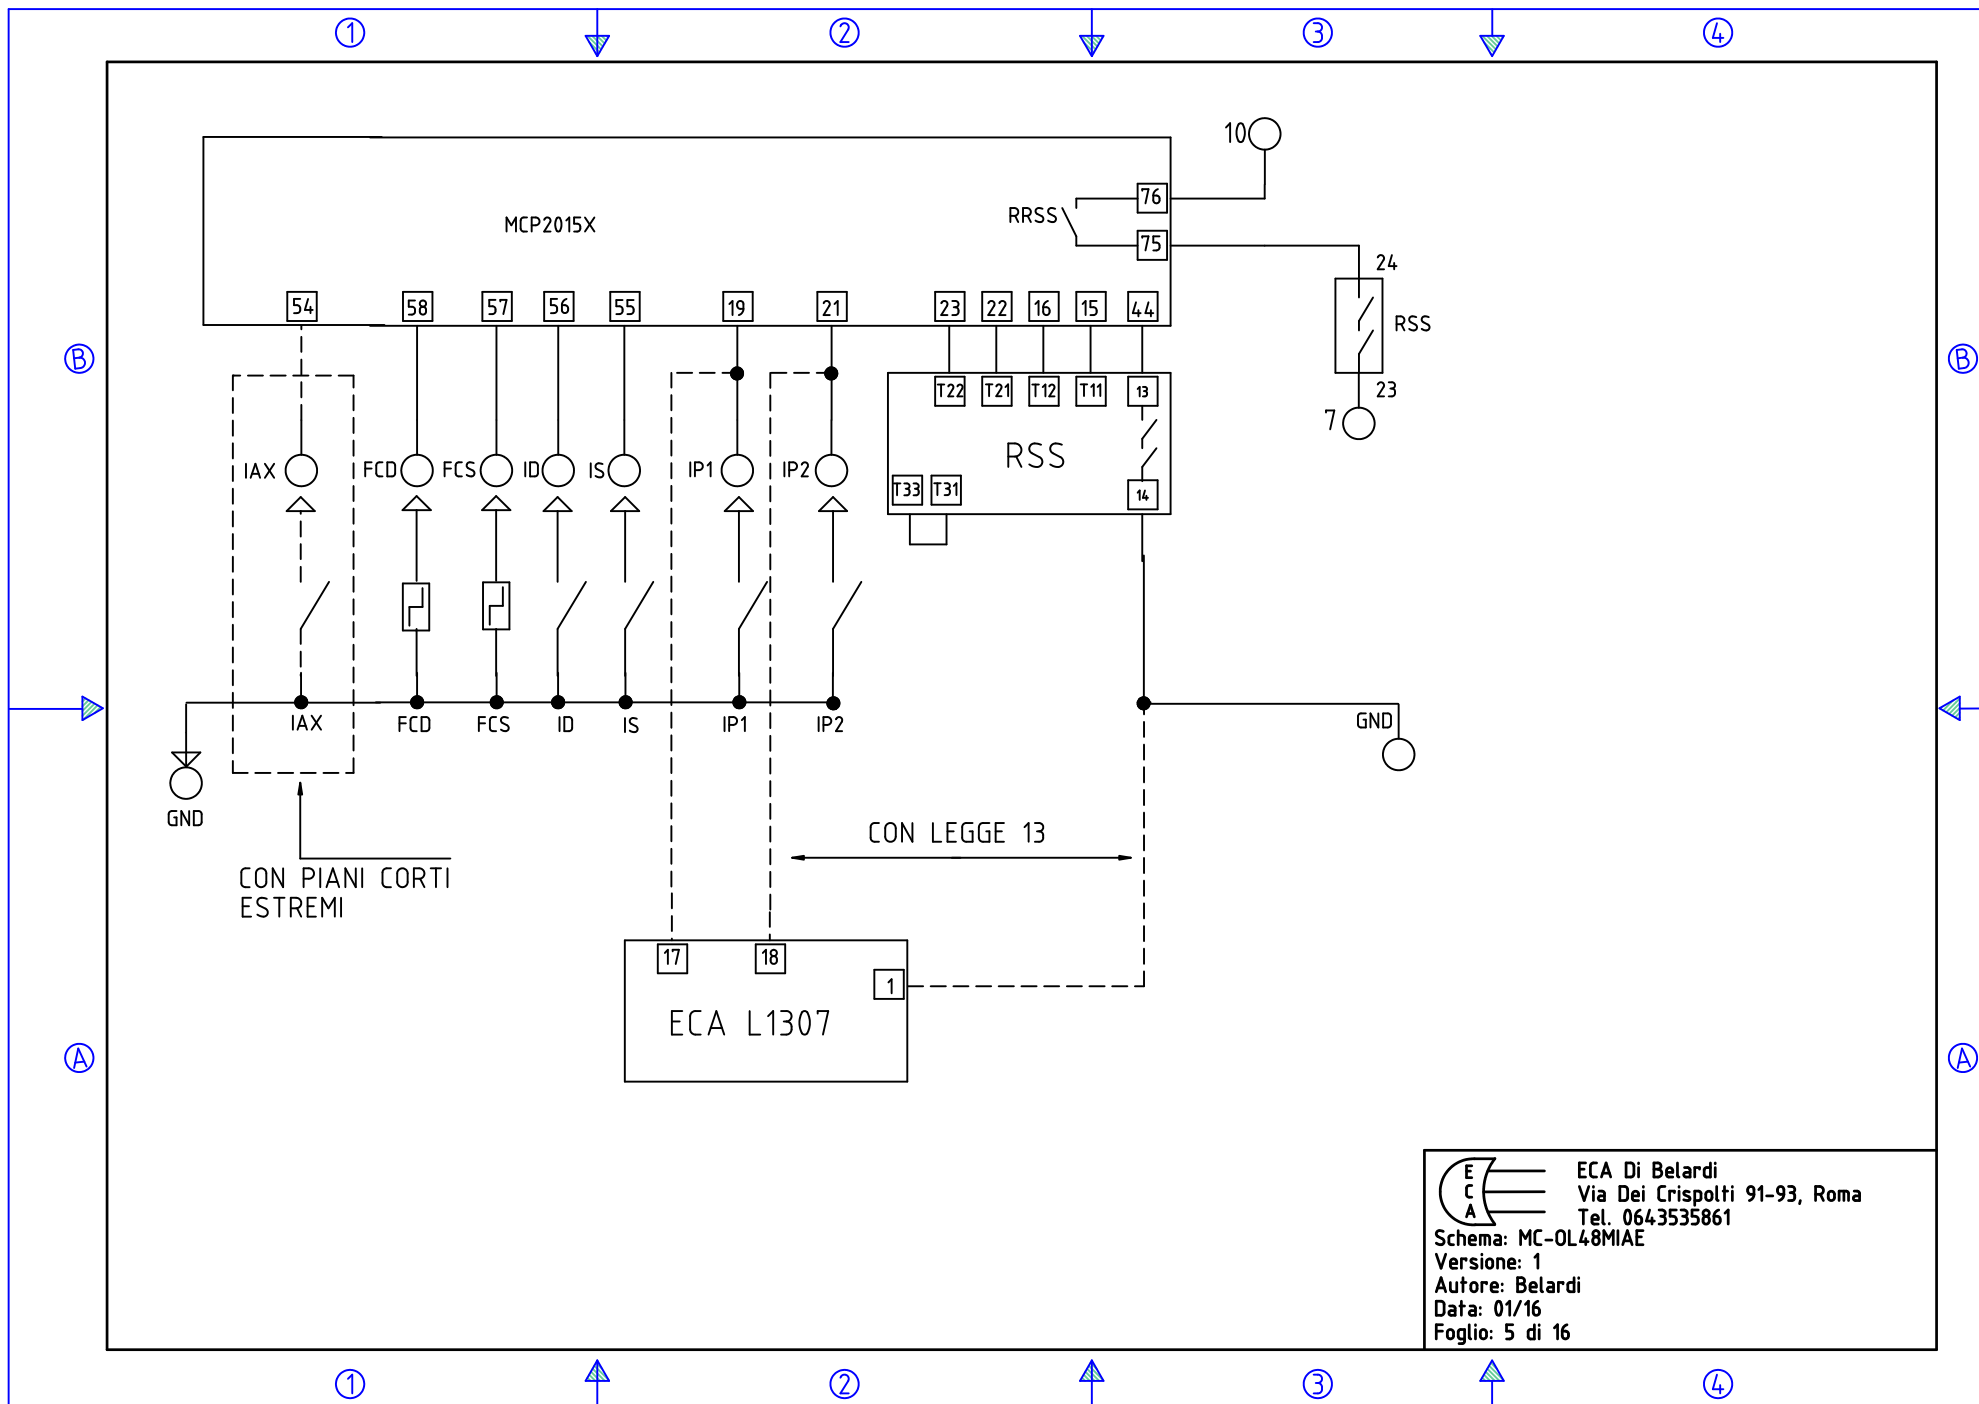 1 2 3 4
10
76
RRSS
MCP2015X
75
24
54 58 57 56 55 19 21 23 22 16 15 44
RSS
B B
T22 T21 T12 T11 13
23
7
RSS
IAX FCD FCS ID IS IP1 IP2
T33 T31 14
IAX FCD FCS ID IS IP1 IP2
GND
GND
CON LEGGE 13
CON PIANI CORTI
ESTREMI
17 18
1
ECA L1307
A A
E
C
A
ECA Di Belardi
Via Dei Crispolti 91-93, Roma
Tel. 0643535861
Schema: MC-OL48MIAE
Versione: 1
Autore: Belardi
Data: 01/16
Foglio: 5 di 16
1 2 3 4